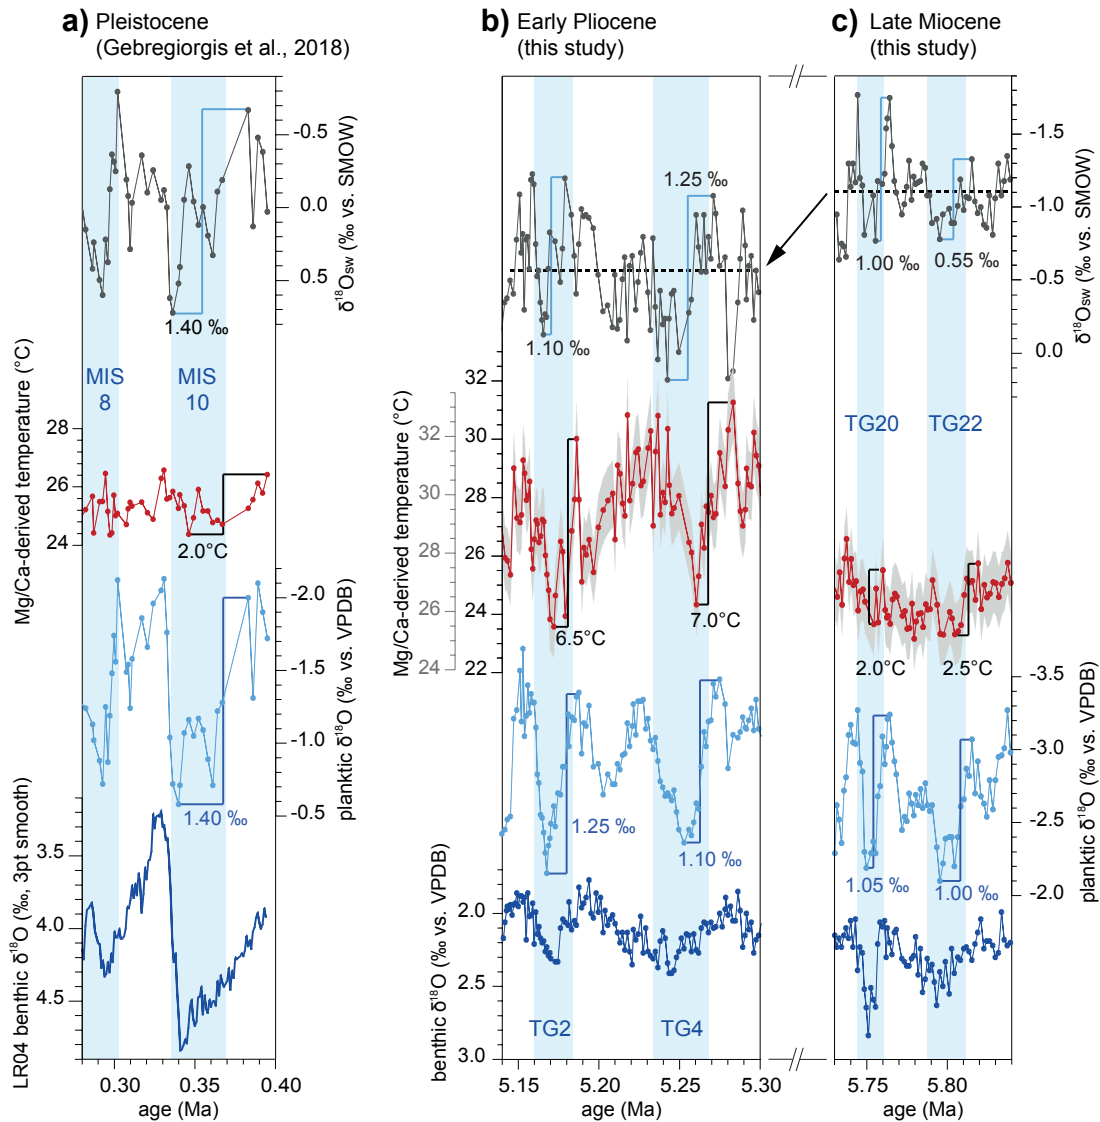 a) Pleistocene
(Gebregiorgis et al., 2018)
b) Early Pliocene
(this study)
c) Late Miocene
(this study)
-0.5
0.0
0.5
δ¹⁸Osw (‰ vs. SMOW)
1.40 ‰
MIS
8
MIS
10
28
26
24
Mg/Ca-derived temperature (°C)
2.0°C
-2.0
-1.5
-1.0
-0.5
planktic δ¹⁸O (‰ vs. VPDB)
1.40 ‰
3.5
4.0
4.5
LR04 benthic δ¹⁸O (‰, 3pt smooth)
0.30
0.35
0.40
age (Ma)
1.25 ‰
1.10 ‰
32
30
28
26
24
22
32
30
28
26
24
Mg/Ca-derived temperature (°C)
6.5°C
7.0°C
1.25 ‰
1.10 ‰
2.0
2.5
3.0
benthic δ¹⁸O (‰ vs. VPDB)
TG2
TG4
5.14
5.18
5.22
5.26
5.30
age (Ma)
-1.5
-1.0
-0.5
0.0
δ¹⁸Osw (‰ vs. SMOW)
1.00 ‰
0.55 ‰
TG20
TG22
2.0°C
2.5°C
-3.5
-3.0
-2.5
-2.0
planktic δ¹⁸O (‰ vs. VPDB)
1.05 ‰
1.00 ‰
5.75
5.80
age (Ma)